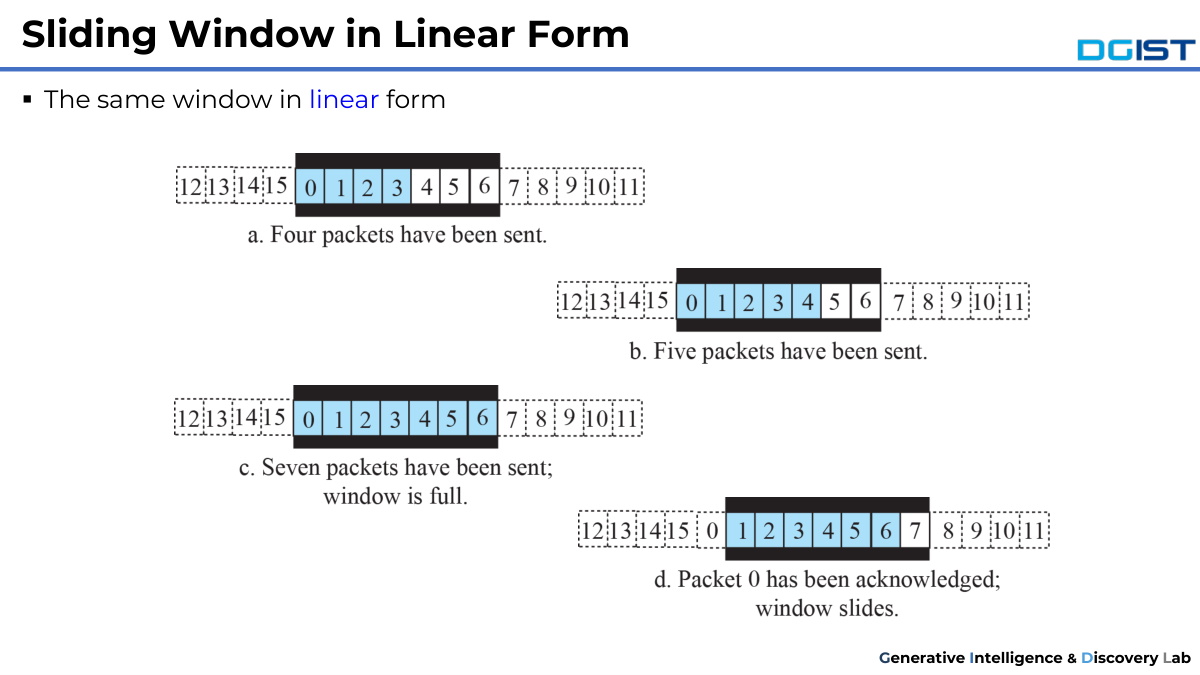 Sliding Window in Linear Form
DGIST
▪ The same window in linear form
12 13 14 15 0 1 2 3 4 5 6 7 8 9 10 11
a. Four packets have been sent.
12 13 14 15 0 1 2 3 4 5 6 7 8 9 10 11
b. Five packets have been sent.
12 13 14 15 0 1 2 3 4 5 6 7 8 9 10 11
c. Seven packets have been sent;
window is full.
12 13 14 15 0 1 2 3 4 5 6 7 8 9 10 11
d. Packet 0 has been acknowledged;
window slides.
Generative Intelligence & Discovery Lab